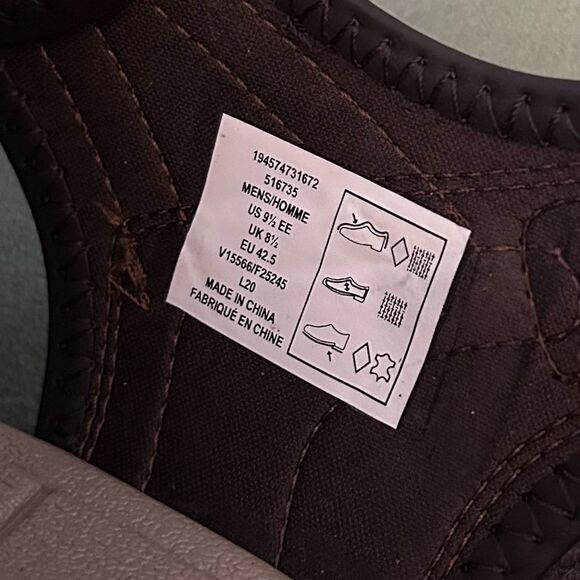 194574731672
516735
MENS/HOMME
US 9½ EE
UK 8½
EU 42.5
V15566/F25245
L20
MADE IN CHINA
FABRIQUÉ EN CHINE